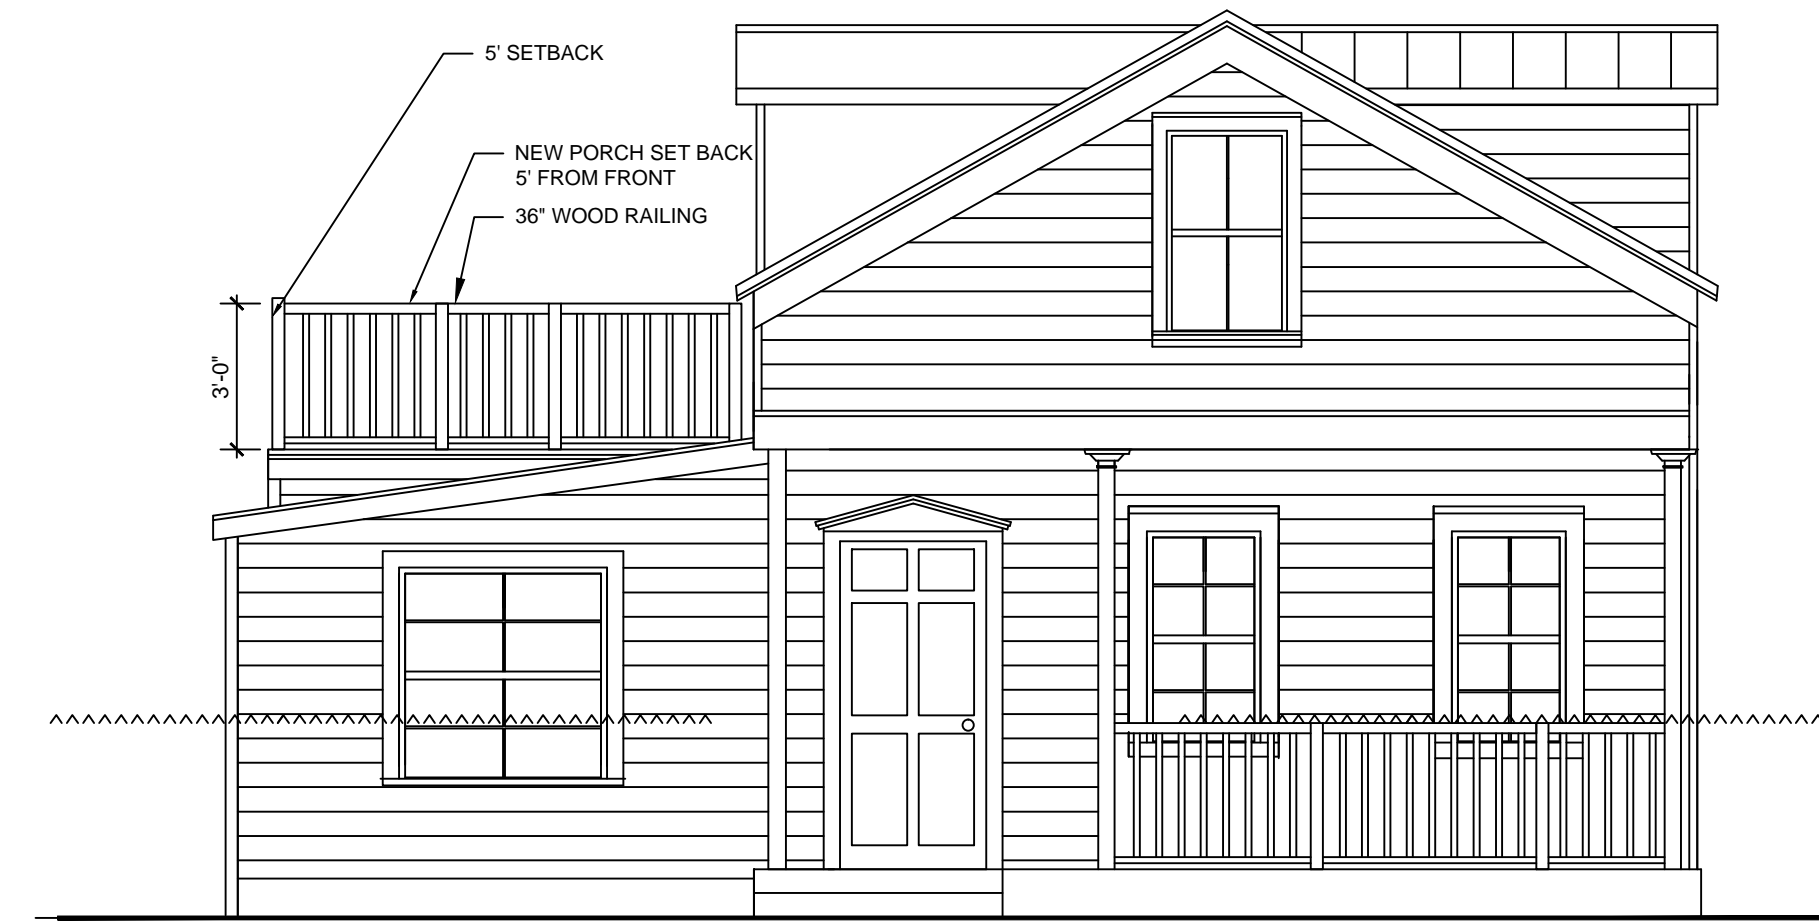 5' SETBACK
NEW PORCH SET BACK
5' FROM FRONT
36" WOOD RAILING
3'-0"